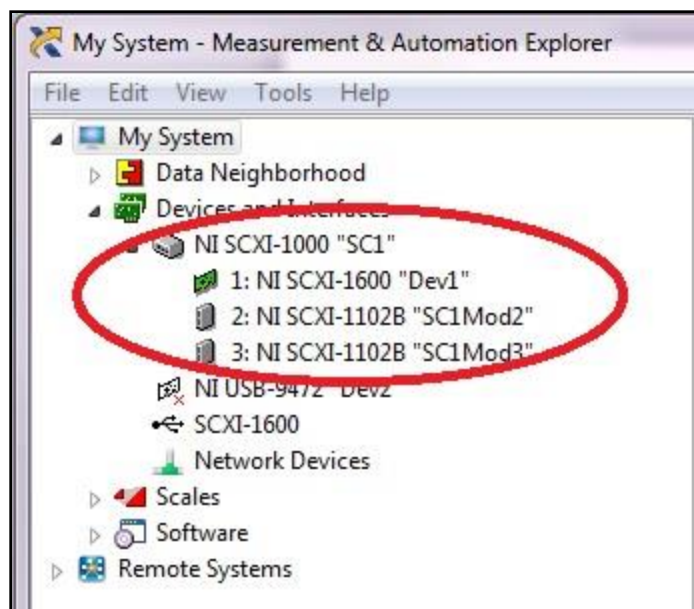 My System - Measurement & Automation Explorer
File Edit View Tools Help
My System
Data Neighborhood
Devices and Interfaces
NI SCXI-1000 "SC1"
1: NI SCXI-1600 "Dev1"
2: NI SCXI-1102B "SC1Mod2"
3: NI SCXI-1102B "SC1Mod3"
NI USB-9472 "Dev2"
SCXI-1600
Network Devices
Scales
Software
Remote Systems